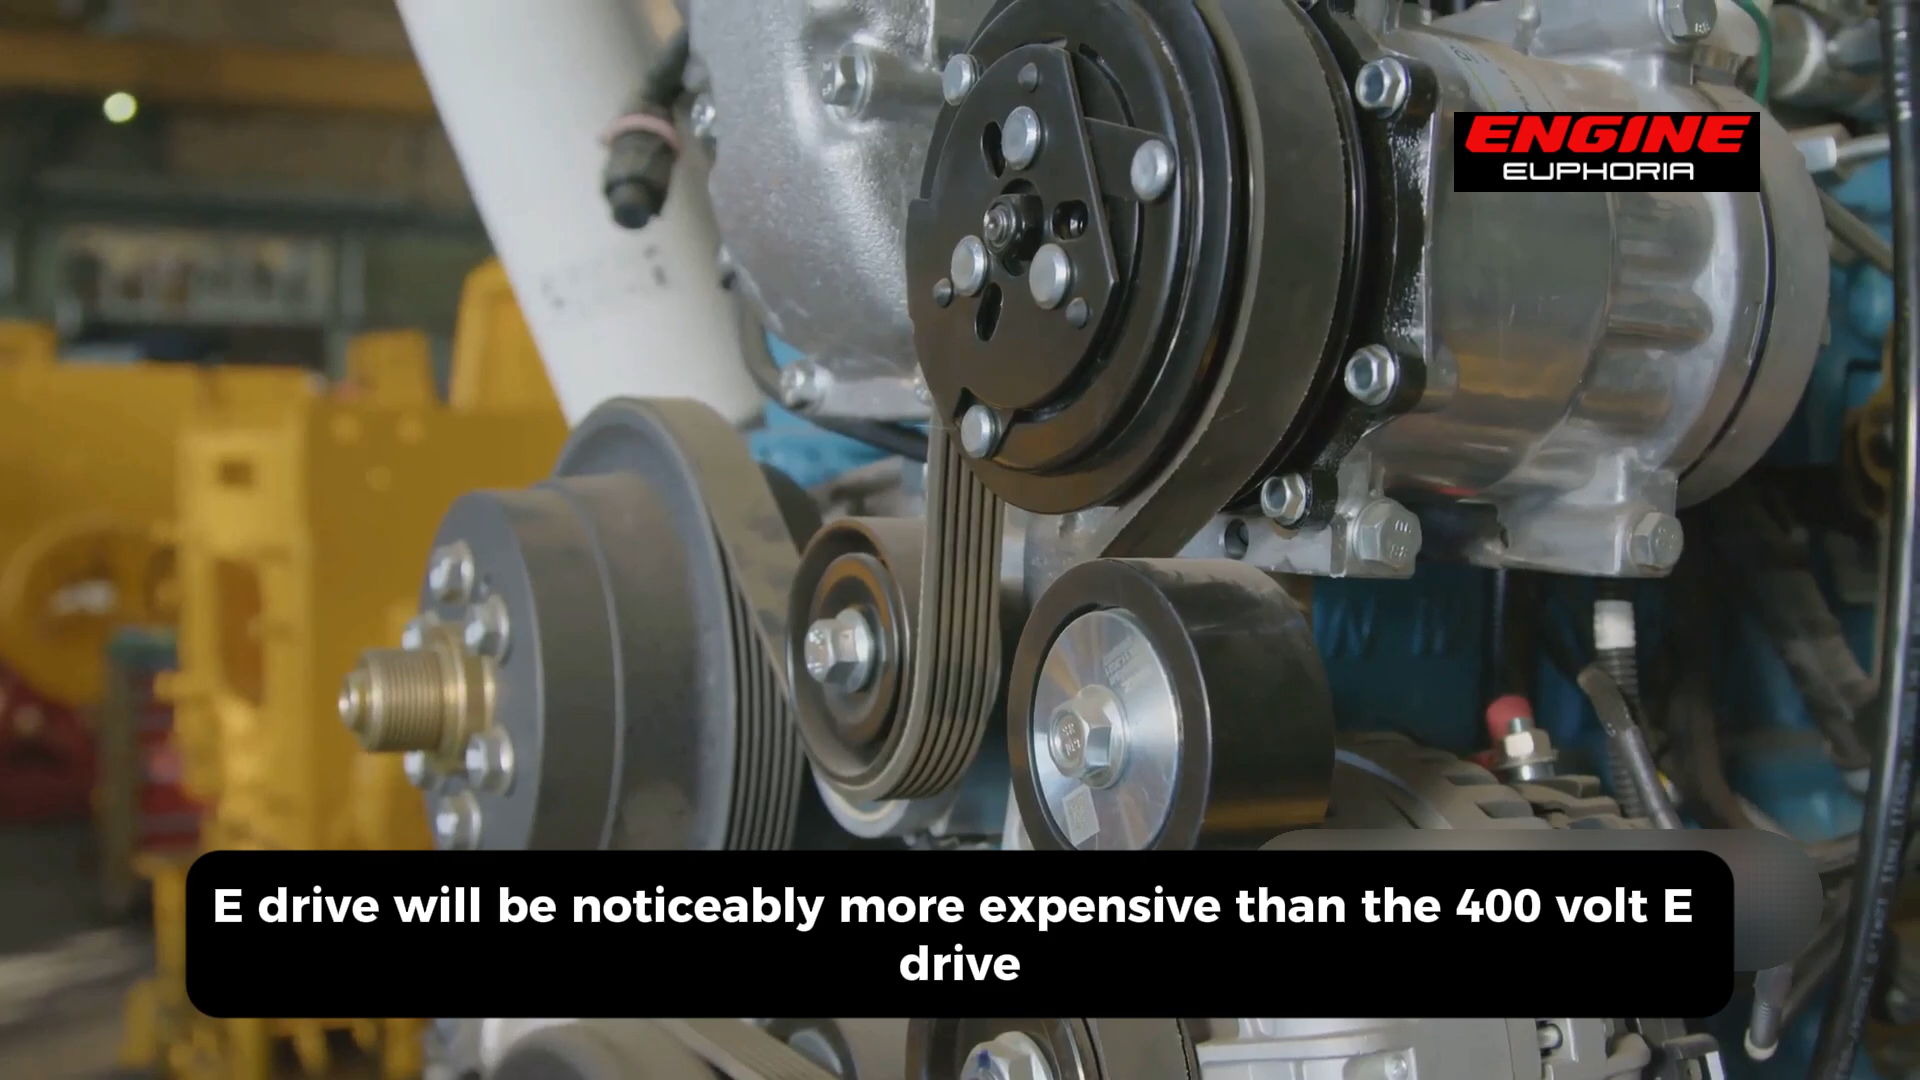 ENGINE
EUPHORIA
E drive will be noticeably more expensive than the 400 volt E
drive